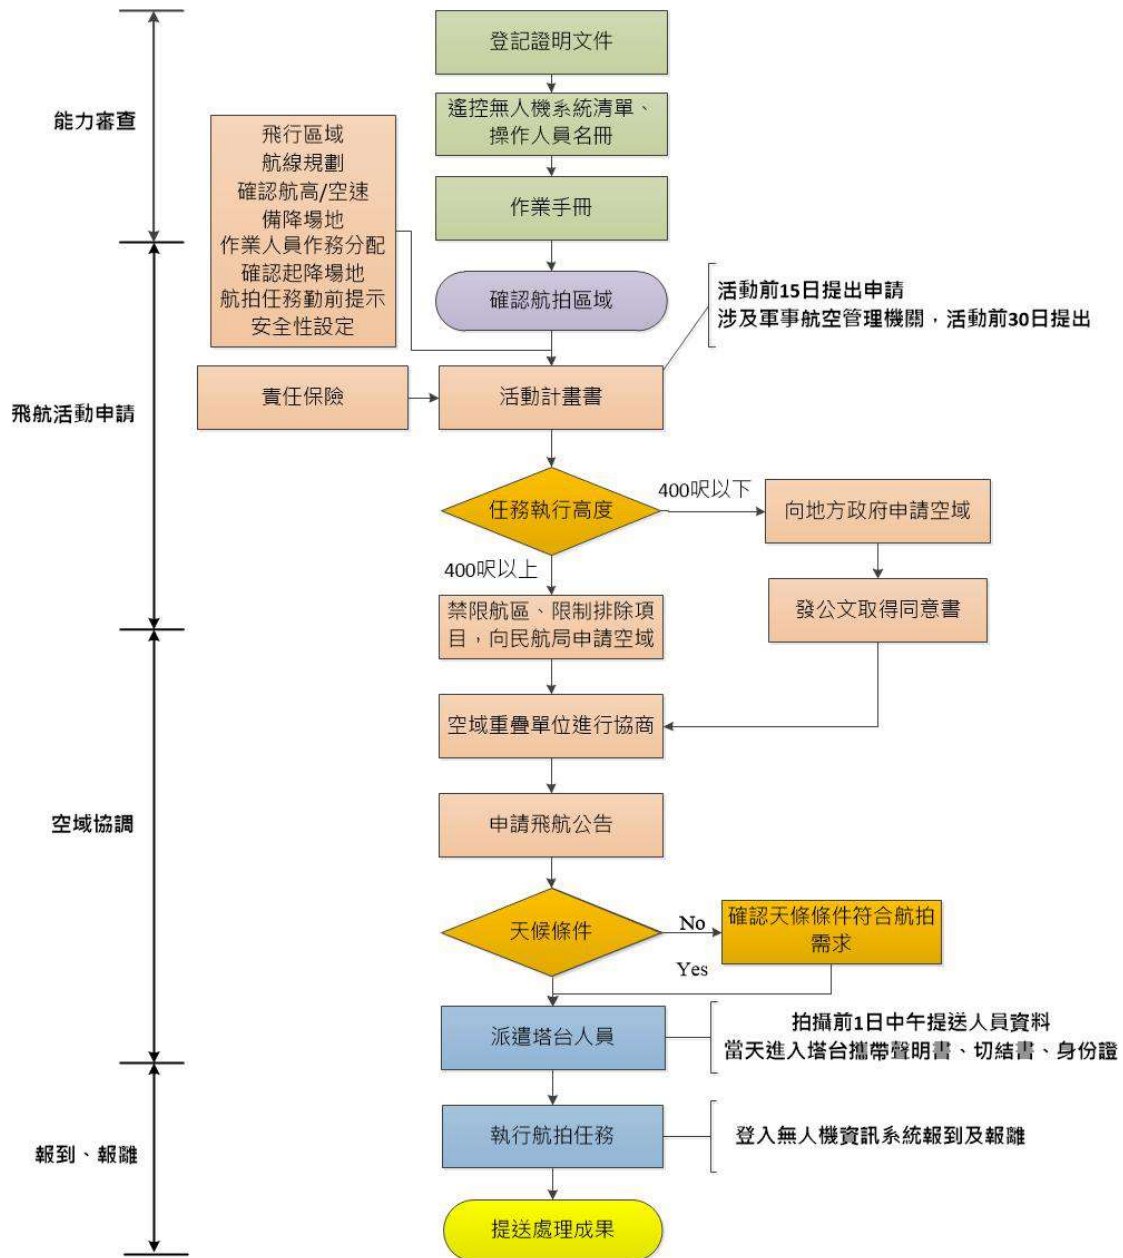 登記證明文件
能力審查
遙控無人機系統清單、
操作人員名冊
飛行區域
航線規劃
確認航高/空速
備降場地
作業人員作務分配
確認起降場地
航拍任務勤前提示
安全性設定
作業手冊
確認航拍區域
活動前15日提出申請
涉及軍事航空管理機關，活動前30日提出
責任保險
活動計畫書
飛航活動申請
任務執行高度
400呎以下
向地方政府申請空域
400呎以上
發公文取得同意書
禁限航區、限制排除項
目，向民航局申請空域
空域重疊單位進行協商
空域協調
申請飛航公告
天候條件
No
確認天條條件符合航拍
需求
Yes
派遣塔台人員
拍攝前1日中午提送人員資料
當天進入塔台攜帶聲明書、切結書、身份證
報到、報離
執行航拍任務
登入無人機資訊系統報到及報離
提送處理成果